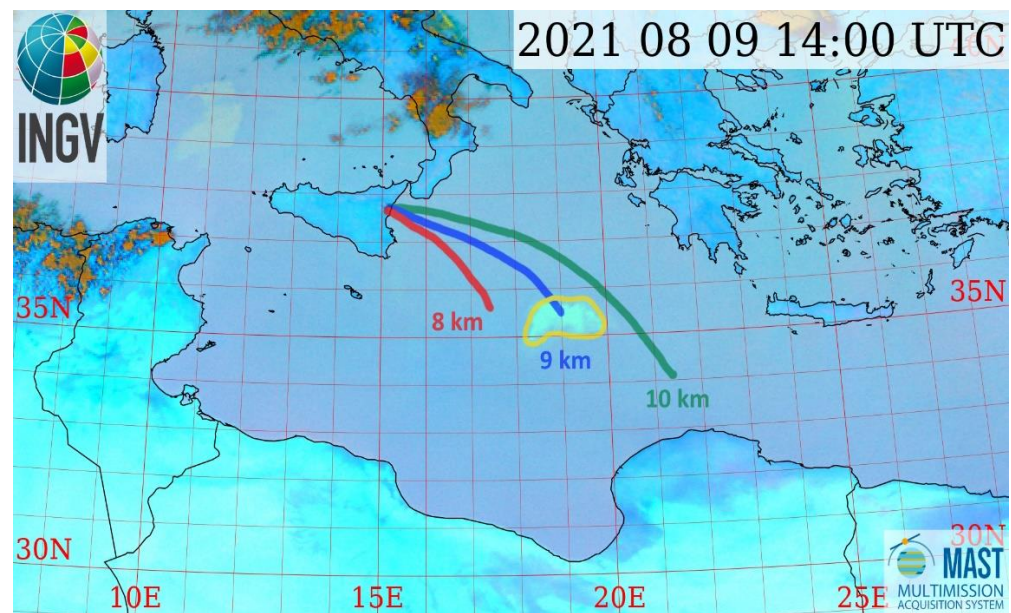 2021 08 09 14:00 UTC
INGV
35N
35N
8 km
9 km
10 km
30N
30N
MAST
MULTIMISSION
ACQUISITION SYSTEM
10E
15E
20E
25E